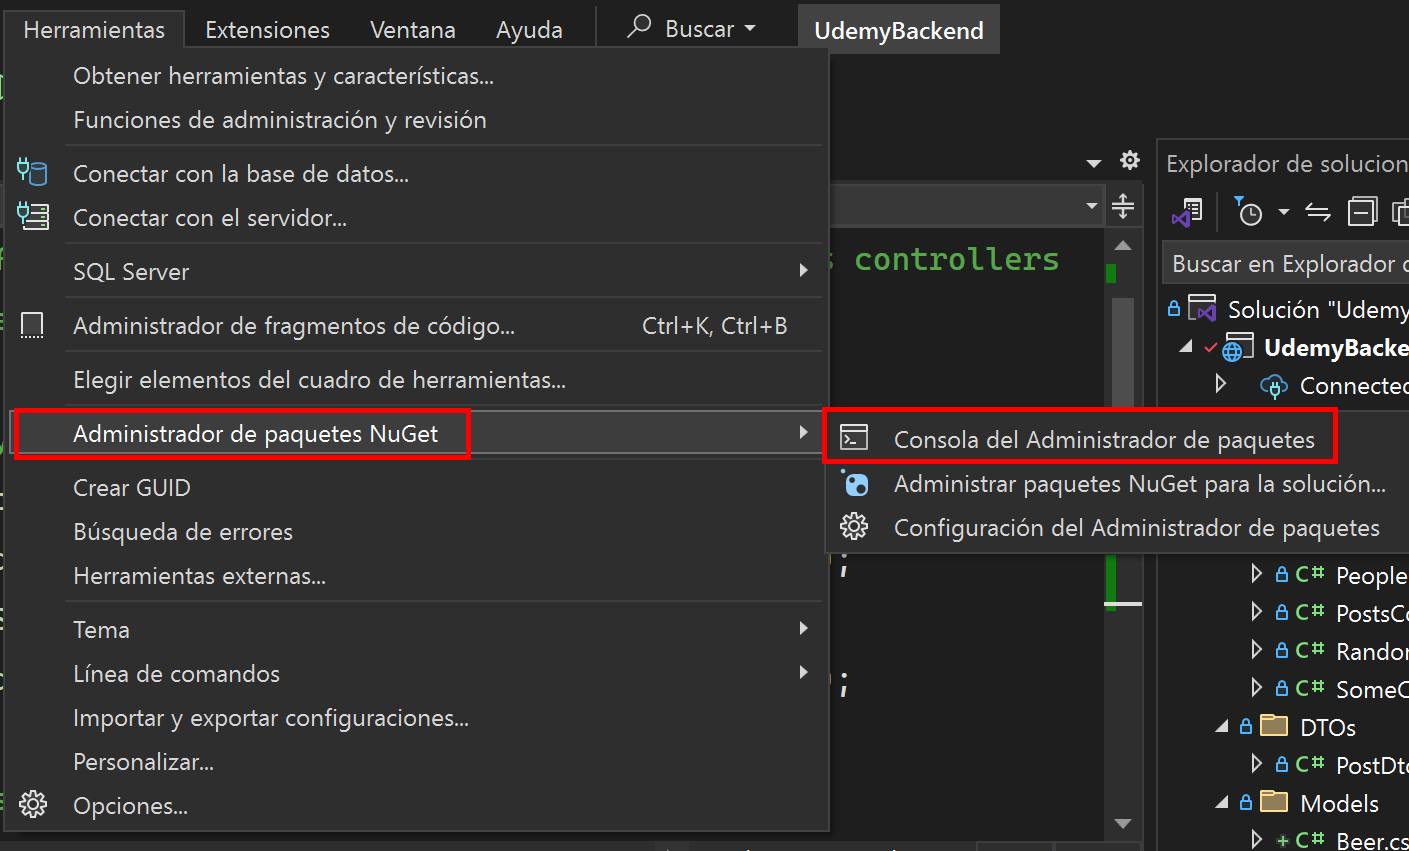 Herramientas Extensiones Ventana Ayuda Buscar UdemyBackend
Obtener herramientas y características...
Funciones de administración y revisión
Conectar con la base de datos...
Conectar con el servidor...
SQL Server
Administrador de fragmentos de código... Ctrl+K, Ctrl+B
Elegir elementos del cuadro de herramientas...
Administrador de paquetes NuGet
Crear GUID
Búsqueda de errores
Herramientas externas...
Tema
Línea de comandos
Importar y exportar configuraciones...
Personalizar...
Opciones...
Consola del Administrador de paquetes
Administrar paquetes NuGet para la solución...
Configuración del Administrador de paquetes
controllers
);
);
Explorador de solucion
Buscar en Explorador d
Solución "Udemy
UdemyBacke
Connected
C# People
C# PostsCo
C# Random
C# SomeC
DTOs
C# PostDto
Models
+ C# Beer.cs